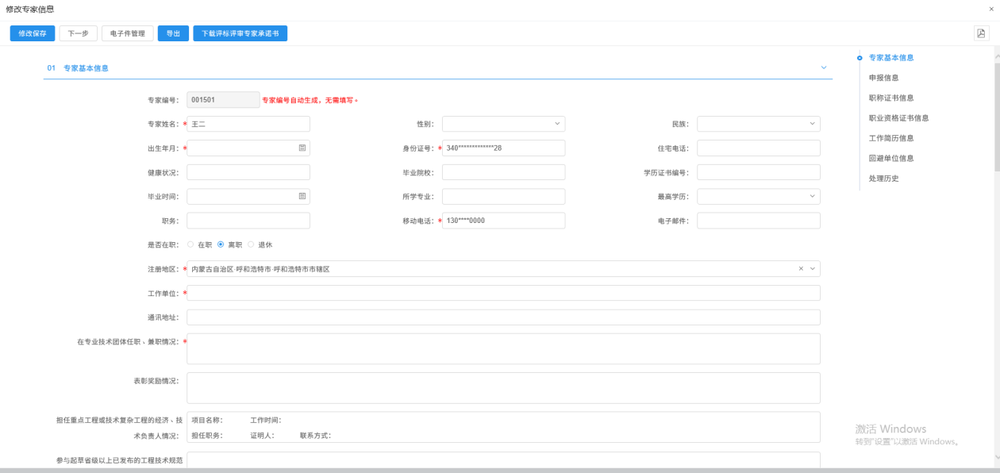 修改专家信息
修改保存 下一步 电子件管理 导出 下载评标评审专家承诺书
01 专家基本信息
专家编号： 001501 专家编号自动生成，无需填写。
专家姓名：* 王二 性别： 民族：
出生年月：* 身份证号：* 340*************28 住宅电话：
健康状况： 毕业院校： 学历证书编号：
毕业时间： 所学专业： 最高学历：
职务： 移动电话：* 130****0000 电子邮件：
是否在职： 在职 离职 退休
注册地区：* 内蒙古自治区·呼和浩特市·呼和浩特市市辖区
工作单位：*
通讯地址：
在专业技术团体任职、兼职情况：*
表彰奖励情况：
担任重点工程或技术复杂工程的经济、技
术负责人情况：
项目名称： 工作时间：
担任职务： 证明人： 联系方式：
参与起草省级以上已发布的工程技术规范
专家基本信息
申报信息
职称证书信息
职业资格证书信息
工作简历信息
回避单位信息
处理历史
激活 Windows
转到"设置"以激活 Windows。